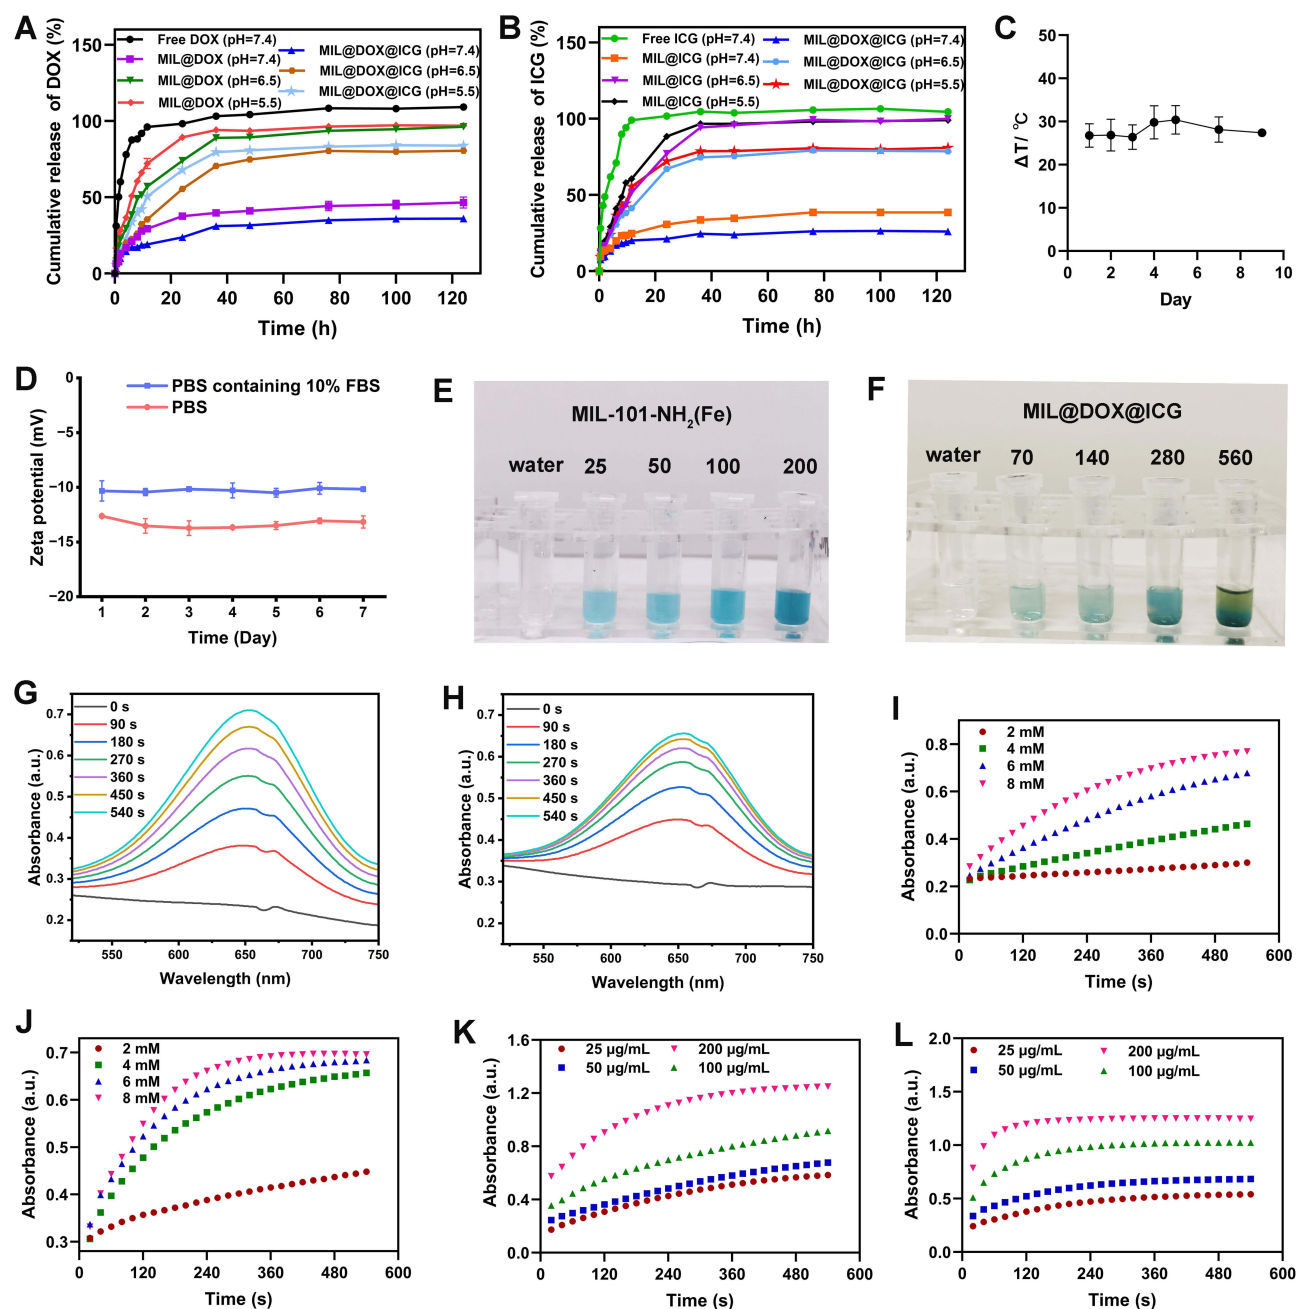 A
Cumulative release of DOX (%)
150
100
50
0
Free DOX (pH=7.4)
MIL@DOX (pH=7.4)
MIL@DOX (pH=6.5)
MIL@DOX (pH=5.5)
MIL@DOX@ICG (pH=7.4)
MIL@DOX@ICG (pH=6.5)
MIL@DOX@ICG (pH=5.5)
0 20 40 60 80 100 120
Time (h)
B
Cumulative release of ICG (%)
150
100
50
0
Free ICG (pH=7.4)
MIL@ICG (pH=7.4)
MIL@ICG (pH=6.5)
MIL@ICG (pH=5.5)
MIL@DOX@ICG (pH=7.4)
MIL@DOX@ICG (pH=6.5)
MIL@DOX@ICG (pH=5.5)
0 20 40 60 80 100 120
Time (h)
C
ΔT/ °C
50
40
30
20
10
0
0 2 4 6 8 10
Day
D
Zeta potential (mV)
0
−5
−10
−15
−20
PBS containing 10% FBS
PBS
1 2 3 4 5 6 7
Time (Day)
E
MIL-101-NH2(Fe)
water 25 50 100 200
F
MIL@DOX@ICG
water 70 140 280 560
G
Absorbance (a.u.)
0.7
0.6
0.5
0.4
0.3
0.2
0 s
90 s
180 s
270 s
360 s
450 s
540 s
550 600 650 700 750
Wavelength (nm)
H
Absorbance (a.u.)
0.7
0.6
0.5
0.4
0.3
0.2
0 s
90 s
180 s
270 s
360 s
450 s
540 s
550 600 650 700 750
Wavelength (nm)
I
Absorbance (a.u.)
0.8
0.6
0.4
0.2
0.0
2 mM
4 mM
6 mM
8 mM
0 120 240 360 480 600
Time (s)
J
Absorbance (a.u.)
0.7
0.6
0.5
0.4
0.3
2 mM
4 mM
6 mM
8 mM
0 120 240 360 480 600
Time (s)
K
Absorbance (a.u.)
1.6
1.2
0.8
0.4
0.0
25 μg/mL
50 μg/mL
200 μg/mL
100 μg/mL
0 120 240 360 480 600
Time (s)
L
Absorbance (a.u.)
2.0
1.5
1.0
0.5
0.0
25 μg/mL
50 μg/mL
200 μg/mL
100 μg/mL
0 120 240 360 480 600
Time (s)